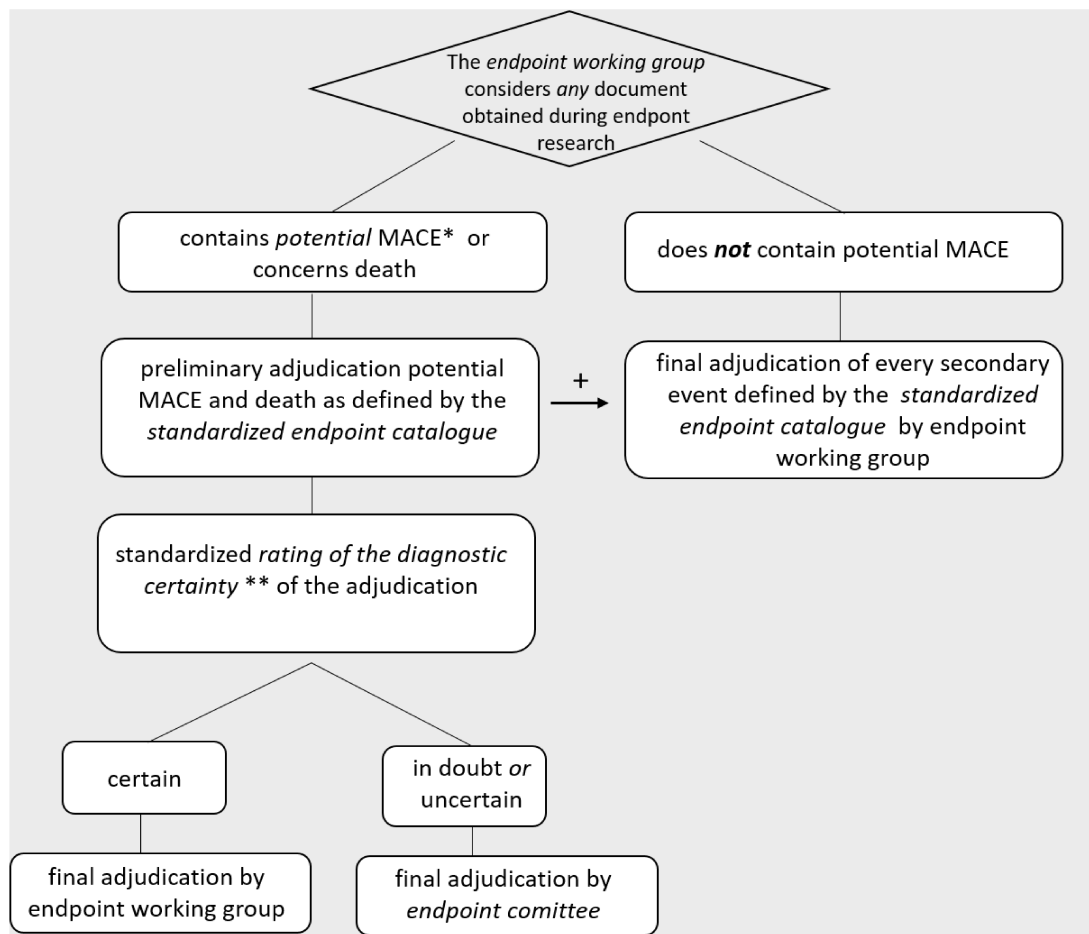 The endpoint working group
considers any document
obtained during endpont
research
contains potential MACE* or
concerns death
does not contain potential MACE
preliminary adjudication potential
MACE and death as defined by the
standardized endpoint catalogue
+
final adjudication of every secondary
event defined by the standardized
endpoint catalogue by endpoint
working group
standardized rating of the diagnostic
certainty ** of the adjudication
certain
in doubt or
uncertain
final adjudication by
endpoint working group
final adjudication by
endpoint comittee